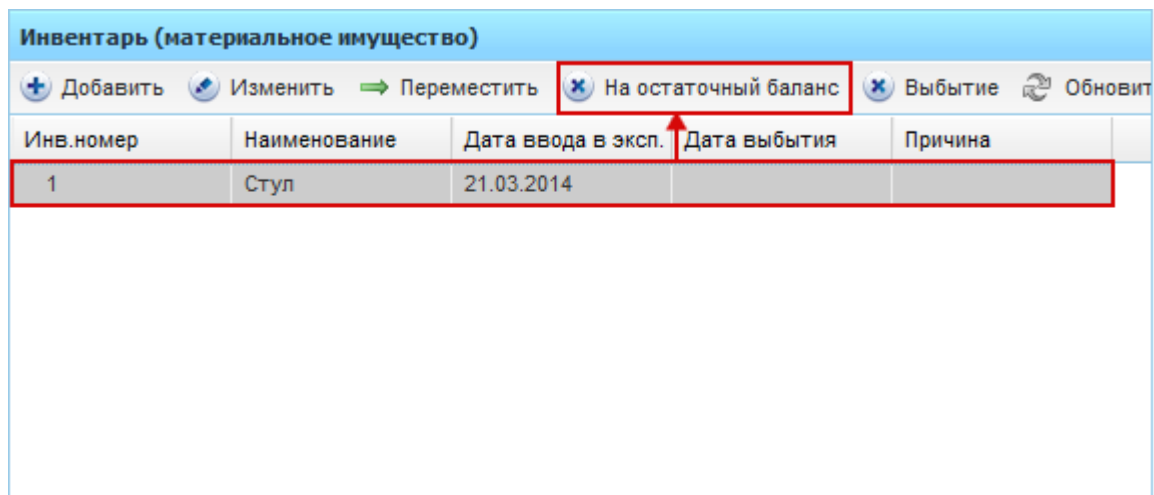 Инвентарь (материальное имущество)
Добавить Изменить Переместить На остаточный баланс Выбытие Обновит
Инв.номер Наименование Дата ввода в эксп. Дата выбытия Причина
1 Стул 21.03.2014